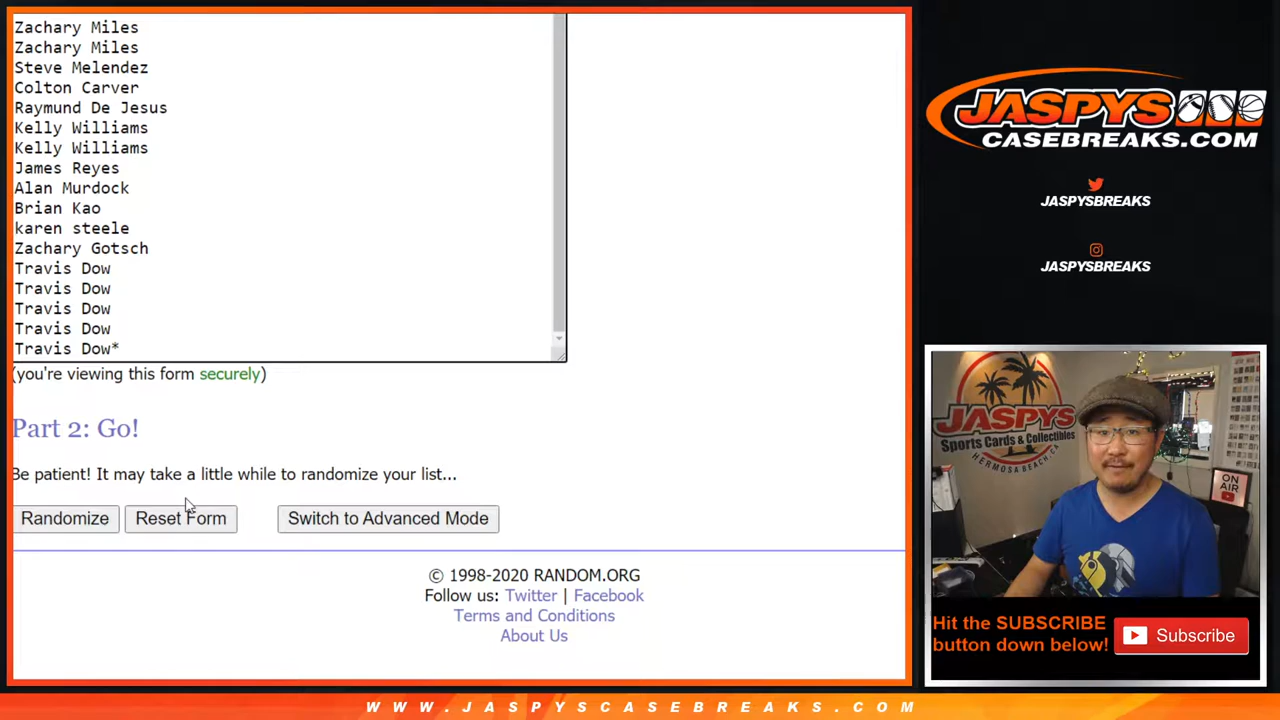 Zachary Miles
Zachary Miles
Steve Melendez
Colton Carver
Raymund De Jesus
Kelly Williams
Kelly Williams
James Reyes
Alan Murdock
Brian Kao
karen steele
Zachary Gotsch
Travis Dow
Travis Dow
Travis Dow
Travis Dow
Travis Dow*
(you're viewing this form securely)
Part 2: Go!
Be patient! It may take a little while to randomize your list...
Randomize
Reset Form
Switch to Advanced Mode
© 1998-2020 RANDOM.ORG
Follow us: Twitter | Facebook
Terms and Conditions
About Us
JASPYS
CASEBREAKS.COM
JASPYSBREAKS
JASPYSBREAKS
JASPYS
Sports Cards & Collectibles
HERMOSA BEACH, CA
ON AIR
Hit the SUBSCRIBE
button down below!
Subscribe
WWW.JASPYSCASEBREAKS.COM